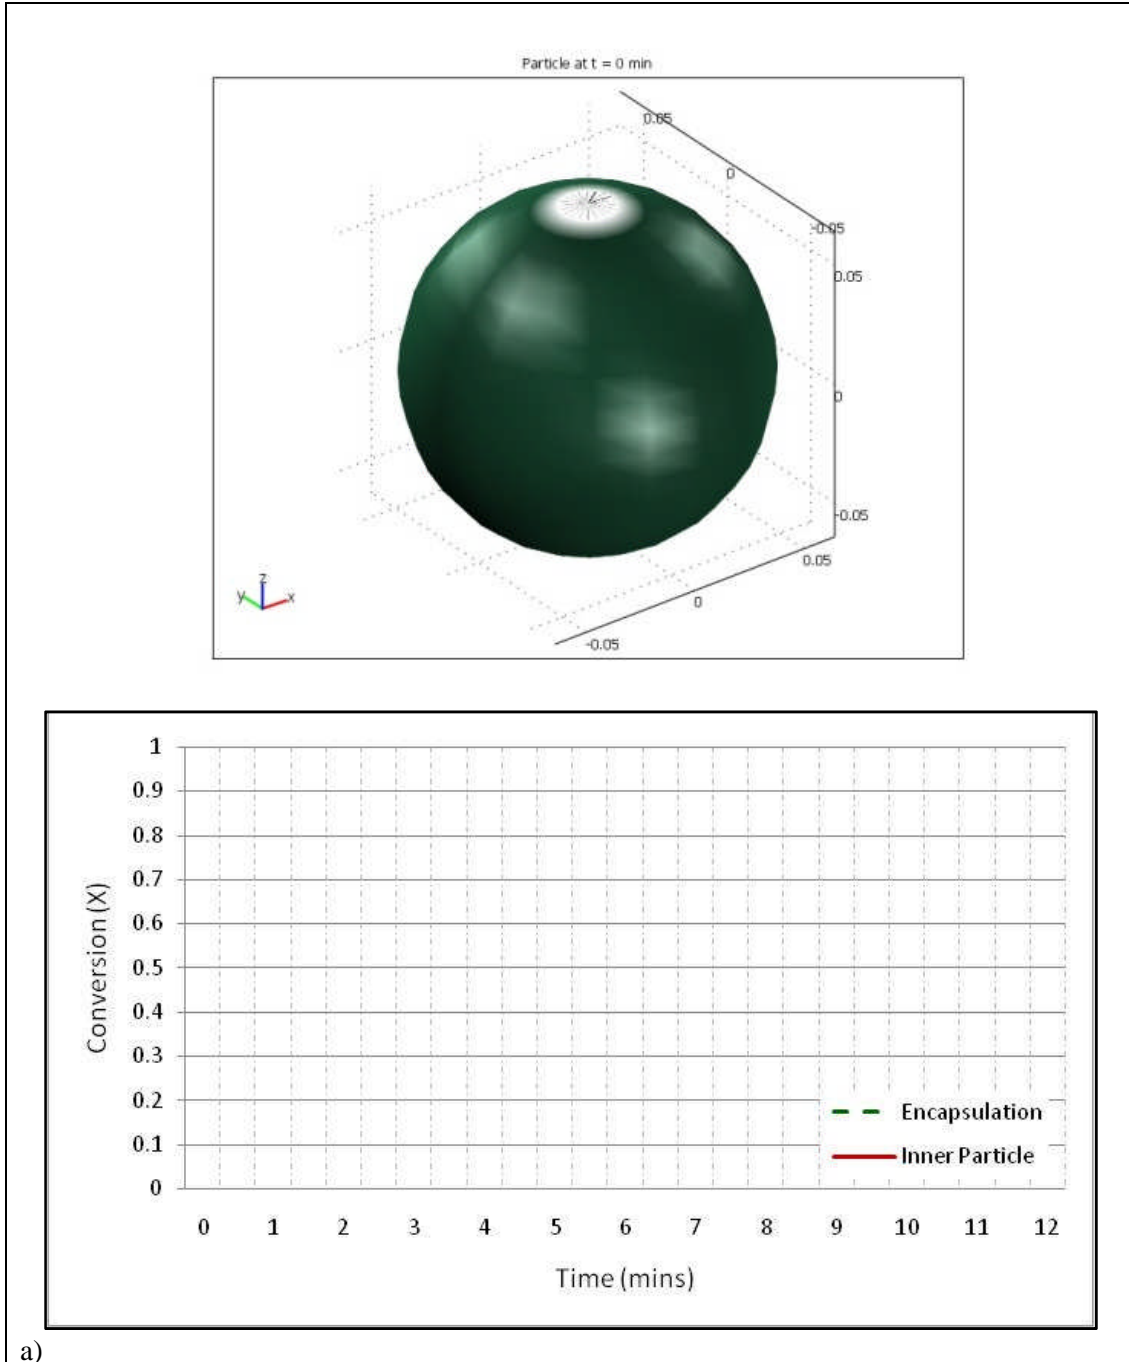 Particle at t = 0 min
0.05
0
-0.05
0.05
0
-0.05
0.05
0
-0.05
z
y
x
1
0.9
0.8
0.7
0.6
0.5
0.4
0.3
0.2
0.1
0
Conversion (X)
Encapsulation
Inner Particle
0 1 2 3 4 5 6 7 8 9 10 11 12
Time (mins)
a)